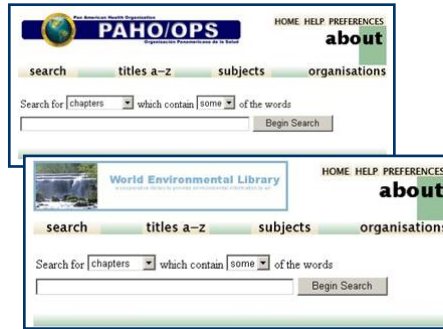 Pan American Health Organization
PAHO/OPS
Organización Panamericana de la Salud
HOME HELP PREFERENCES
about
search titles a–z subjects organisations
Search for chapters which contain some of the words
Begin Search
World Environmental Library
HOME HELP PREFERENCES
about
search titles a–z subjects organisations
Search for chapters which contain some of the words
Begin Search